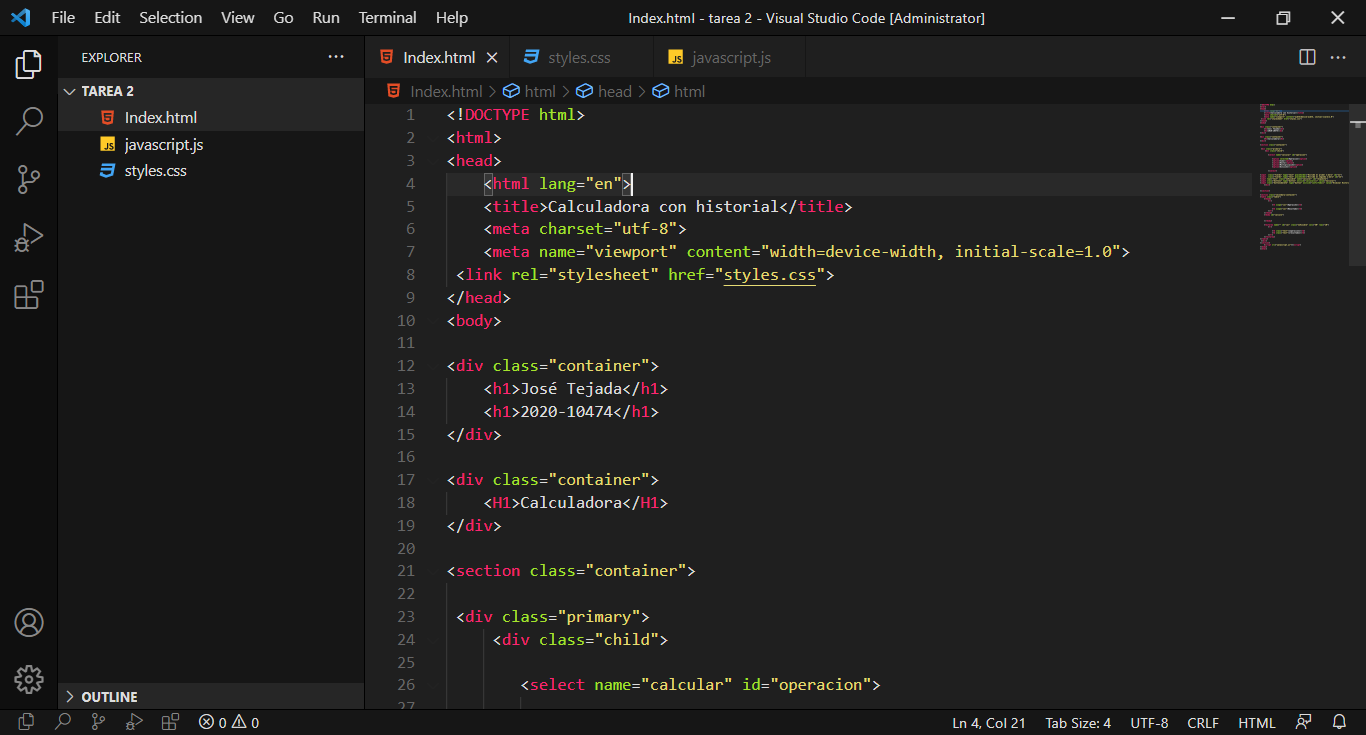 File Edit Selection View Go Run Terminal Help Index.html - tarea 2 - Visual Studio Code [Administrator]
EXPLORER
TAREA 2
Index.html
javascript.js
styles.css
OUTLINE
Index.html styles.css javascript.js
Index.html > html > head > html
1 <!DOCTYPE html>
2 <html>
3 <head>
4 <html lang="en">
5 <title>Calculadora con historial</title>
6 <meta charset="utf-8">
7 <meta name="viewport" content="width=device-width, initial-scale=1.0">
8 <link rel="stylesheet" href="styles.css">
9 </head>
10 <body>
11
12 <div class="container">
13 <h1>José Tejada</h1>
14 <h1>2020-10474</h1>
15 </div>
16
17 <div class="container">
18 <H1>Calculadora</H1>
19 </div>
20
21 <section class="container">
22
23 <div class="primary">
24 <div class="child">
25
26 <select name="calcular" id="operacion">
27
0 0 Ln 4, Col 21 Tab Size: 4 UTF-8 CRLF HTML